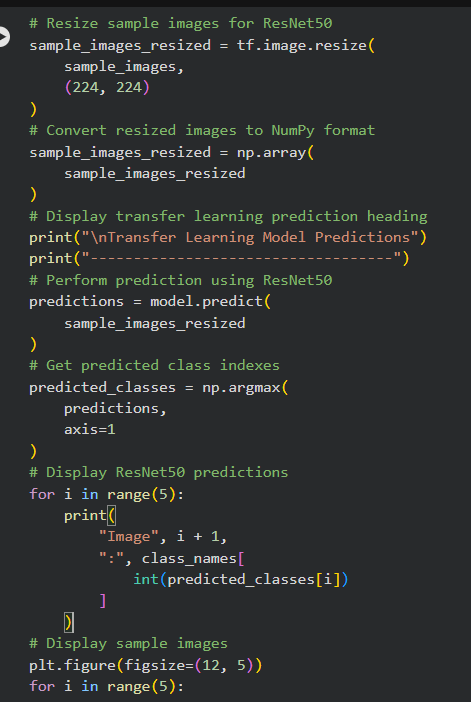 # Resize sample images for ResNet50
sample_images_resized = tf.image.resize(
    sample_images,
    (224, 224)
)
# Convert resized images to NumPy format
sample_images_resized = np.array(
    sample_images_resized
)
# Display transfer learning prediction heading
print("\nTransfer Learning Model Predictions")
print("------------------------------------")
# Perform prediction using ResNet50
predictions = model.predict(
    sample_images_resized
)
# Get predicted class indexes
predicted_classes = np.argmax(
    predictions,
    axis=1
)
# Display ResNet50 predictions
for i in range(5):
    print(
        "Image", i + 1,
        ":", class_names[
            int(predicted_classes[i])
        ]
    )
# Display sample images
plt.figure(figsize=(12, 5))
for i in range(5):